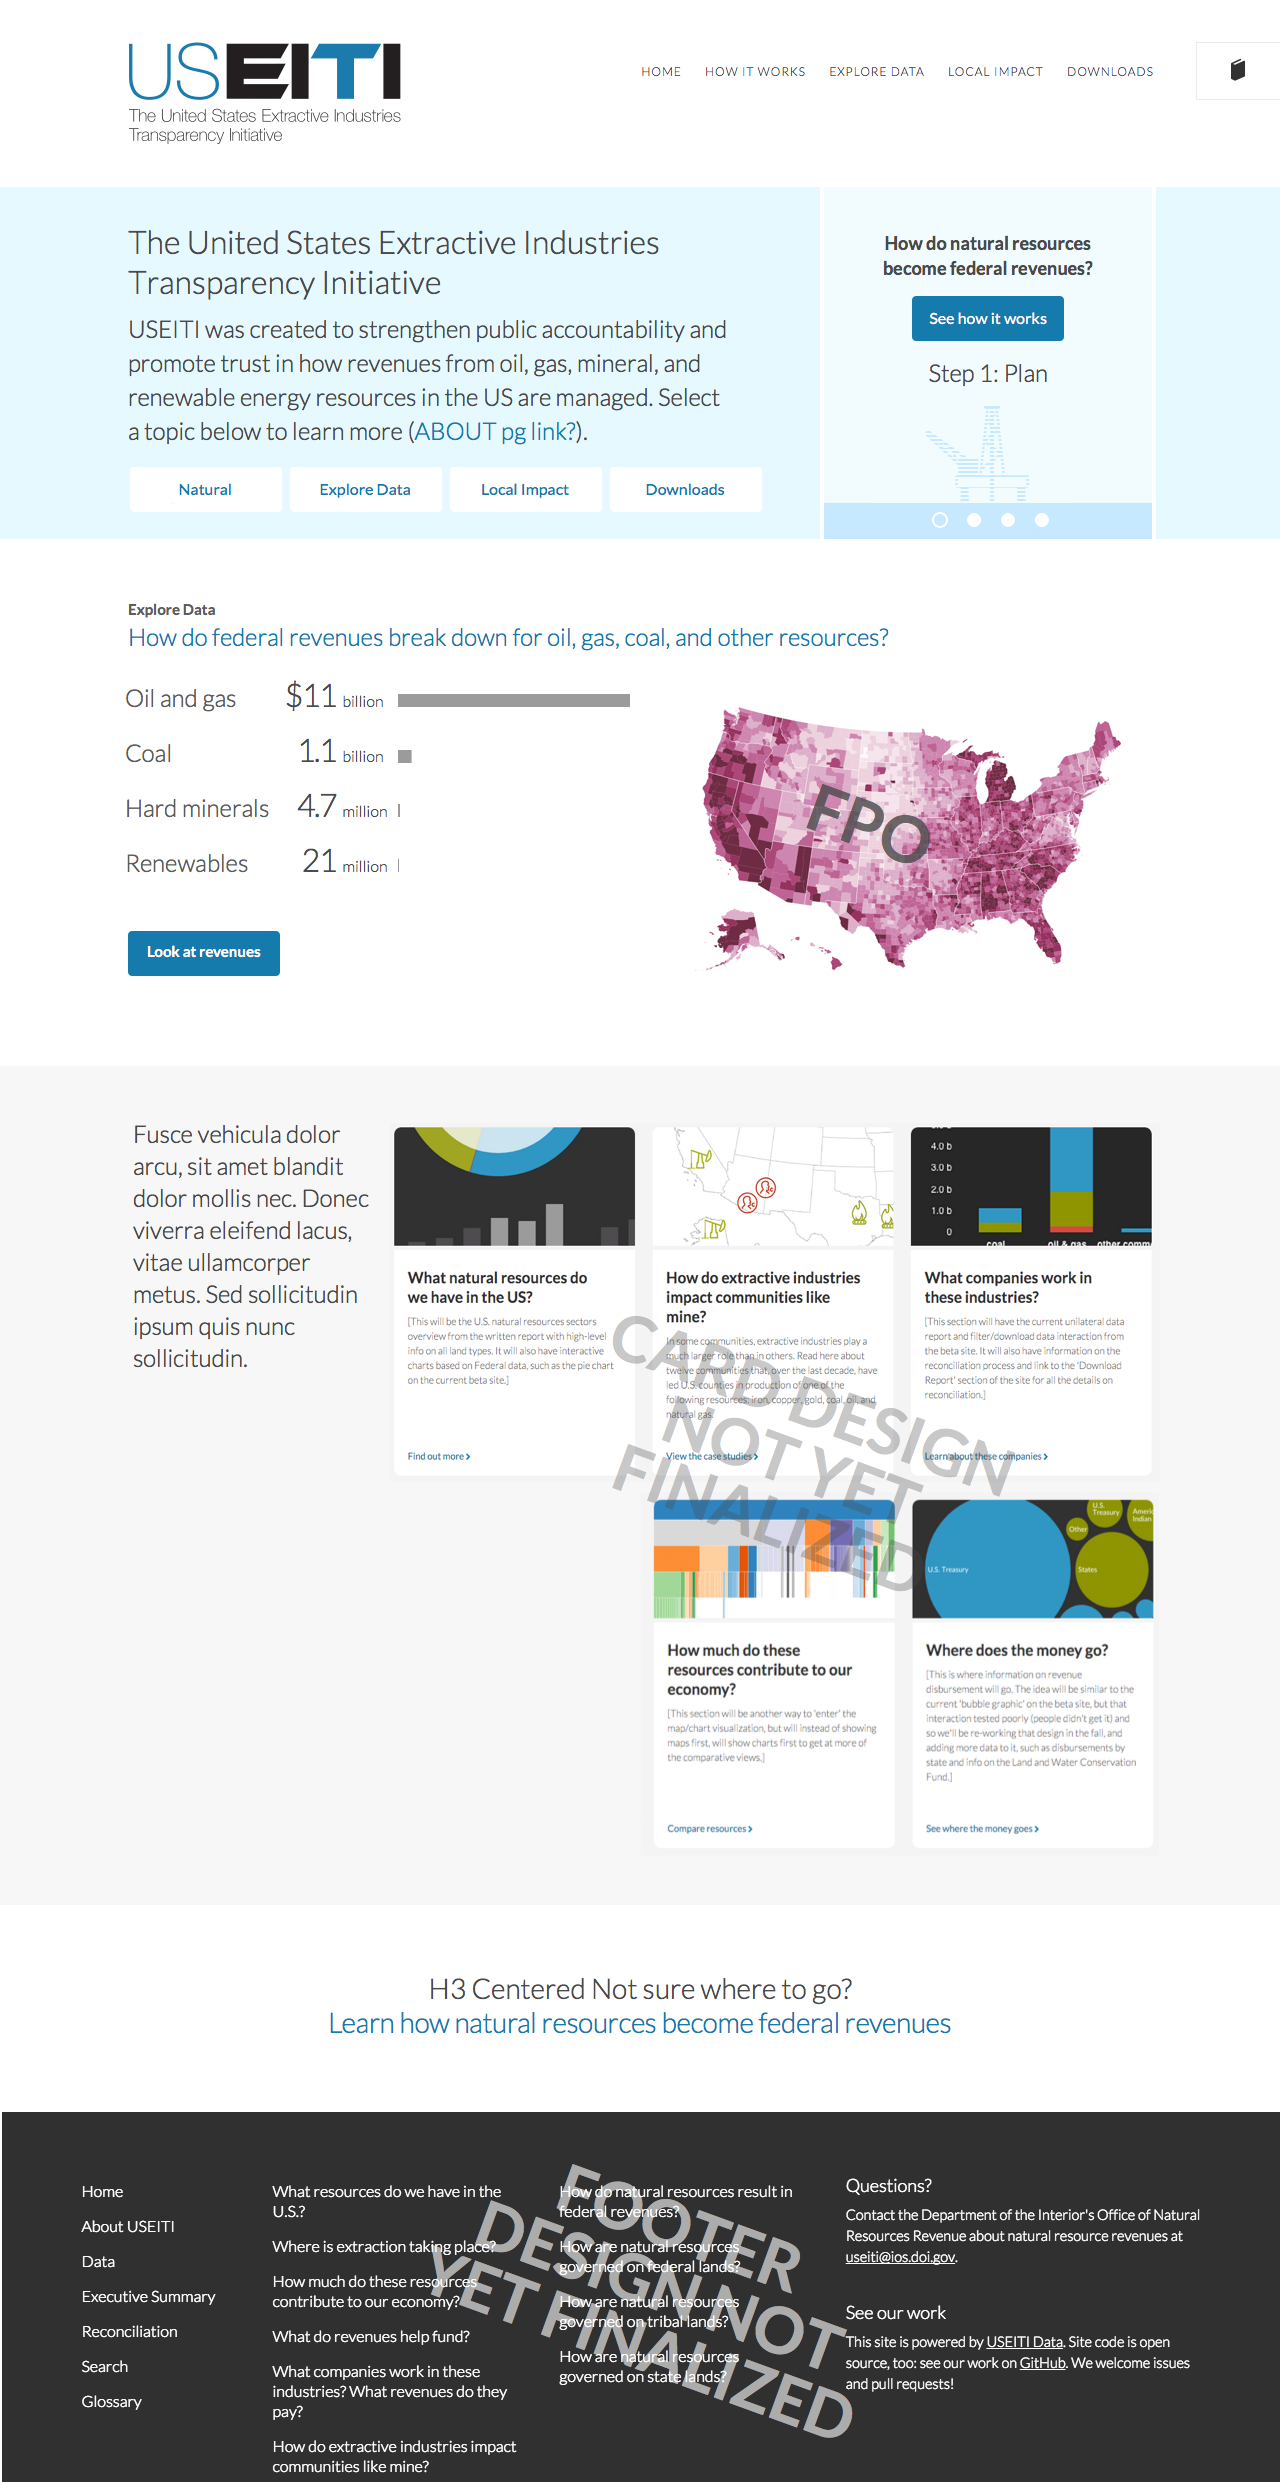 USEITI
The United States Extractive Industries
Transparency Initiative
HOME HOW IT WORKS EXPLORE DATA LOCAL IMPACT DOWNLOADS
The United States Extractive Industries
Transparency Initiative
USEITI was created to strengthen public accountability and
promote trust in how revenues from oil, gas, mineral, and
renewable energy resources in the US are managed. Select
a topic below to learn more (ABOUT pg link?).
Natural Explore Data Local Impact Downloads
How do natural resources
become federal revenues?
See how it works
Step 1: Plan
Explore Data
How do federal revenues break down for oil, gas, coal, and other resources?
Oil and gas $11 billion
Coal 1.1 billion
Hard minerals 4.7 million
Renewables 21 million
FPO
Look at revenues
Fusce vehicula dolor
arcu, sit amet blandit
dolor mollis nec. Donec
viverra eleifend lacus,
vitae ullamcorper
metus. Sed sollicitudin
ipsum quis nunc
sollicitudin.
What natural resources do
we have in the US?
[This will be the U.S. natural resources sectors
overview from the written report with high-level
info on all land types. It will also have interactive
charts based on Federal data, such as the pie chart
on the current beta site.]
Find out more
How do extractive industries
impact communities like
mine?
In some communities, extractive industries play a
much larger role than in others. Read here about
twelve communities that, over the last decade, have
led U.S. counties in production of one of the
following resources: iron, copper, gold, coal, oil, and
natural gas.
View the case studies
4.0 b
3.0 b
2.0 b
1.0 b
0
coal oil & gas other comm
What companies work in
these industries?
[This section will have the current unilateral data
report and filter/download data interaction from
the beta site. It will also have information on the
reconciliation process and link to the 'Download
Report' section of the site for all the details on
reconciliation.]
Learn about these companies
CARD DESIGN
NOT YET
FINALIZED
How much do these
resources contribute to our
economy?
[This section will be another way to 'enter' the
map/chart visualization, but will instead of showing
maps first, will show charts first to get at more of
the comparative views.]
Compare resources
U.S. Treasury
Other
U.S.
Treasury
Ameri
Indian
States
Where does the money go?
[This is where information on revenue
disbursement will go. The idea will be similar to the
current 'bubble graphic' on the beta site, but that
interaction tested poorly (people didn't get it) and
so we'll be re-working that design in the fall, and
adding more data to it, such as disbursements by
state and info on the Land and Water Conservation
Fund.]
See where the money goes
H3 Centered Not sure where to go?
Learn how natural resources become federal revenues
Home
About USEITI
Data
Executive Summary
Reconciliation
Search
Glossary
What resources do we have in the
U.S.?
Where is extraction taking place?
How much do these resources
contribute to our economy?
What do revenues help fund?
What companies work in these
industries? What revenues do they
pay?
How do extractive industries impact
communities like mine?
How do natural resources result in
federal revenues?
How are natural resources
governed on federal lands?
How are natural resources
governed on tribal lands?
How are natural resources
governed on state lands?
FOOTER
DESIGN NOT
YET FINALIZED
Questions?
Contact the Department of the Interior's Office of Natural
Resources Revenue about natural resource revenues at
useiti@ios.doi.gov.
See our work
This site is powered by USEITI Data. Site code is open
source, too: see our work on GitHub. We welcome issues
and pull requests!